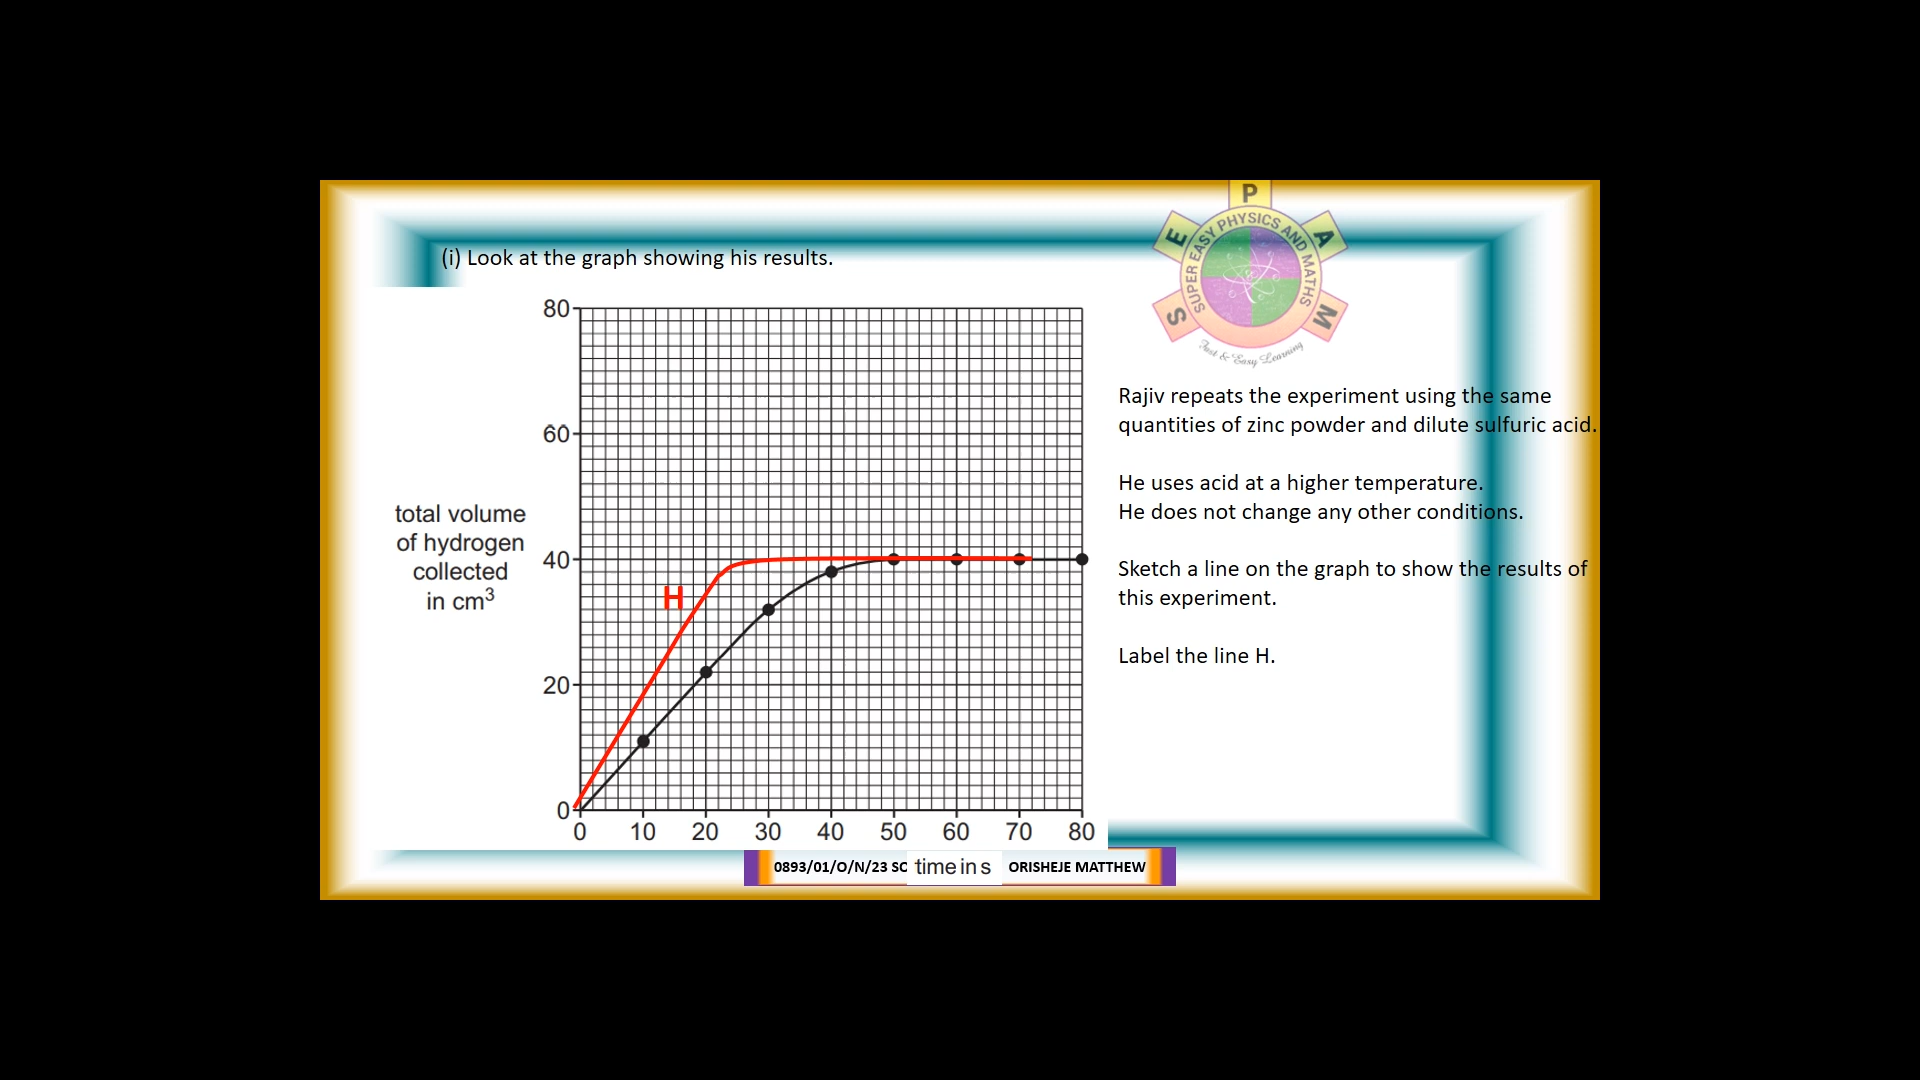 P
E
A
S
M
SUPER EASY PHYSICS AND MATHS
Fast & Easy Learning
(i) Look at the graph showing his results.
80
60
40
20
0
total volume
of hydrogen
collected
in cm³
H
0 10 20 30 40 50 60 70 80
time in s
Rajiv repeats the experiment using the same
quantities of zinc powder and dilute sulfuric acid.
He uses acid at a higher temperature.
He does not change any other conditions.
Sketch a line on the graph to show the results of
this experiment.
Label the line H.
0893/01/O/N/23 SC ORISHEJE MATTHEW